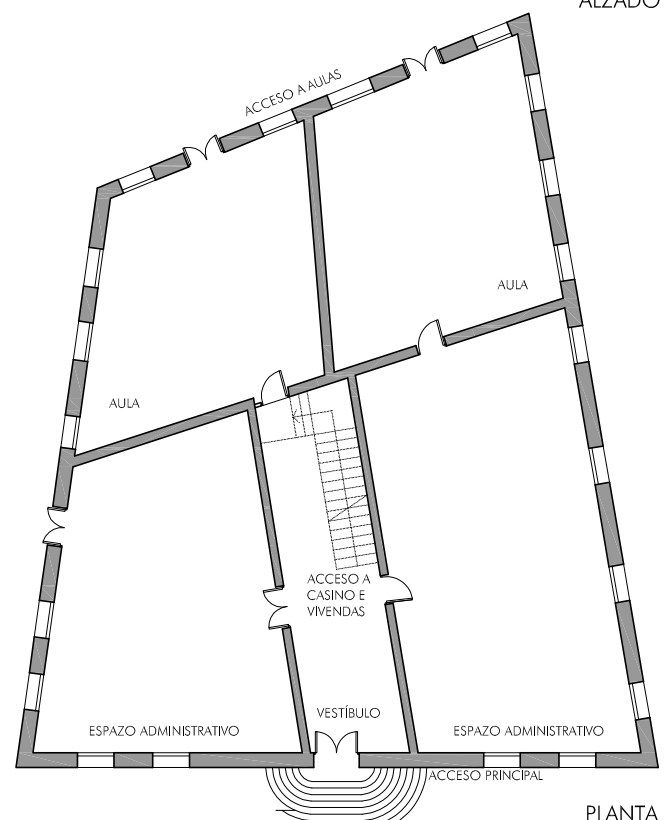 ALZADO
ACCESO A AULAS
AULA
AULA
ACCESO A
CASINO E
VIVENDAS
VESTÍBULO
ESPAZO ADMINISTRATIVO
ESPAZO ADMINISTRATIVO
ACCESO PRINCIPAL
PLANTA